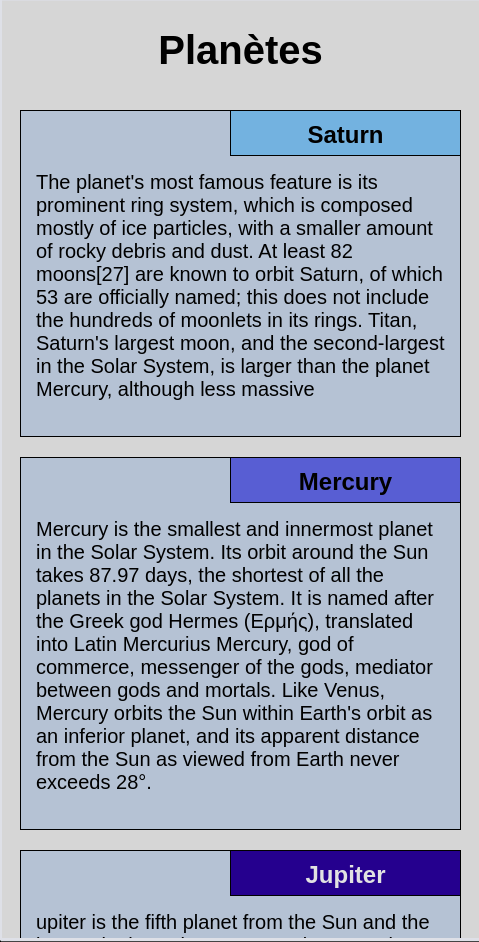 Planètes
Saturn
The planet's most famous feature is its
prominent ring system, which is composed
mostly of ice particles, with a smaller amount
of rocky debris and dust. At least 82
moons[27] are known to orbit Saturn, of which
53 are officially named; this does not include
the hundreds of moonlets in its rings. Titan,
Saturn's largest moon, and the second-largest
in the Solar System, is larger than the planet
Mercury, although less massive
Mercury
Mercury is the smallest and innermost planet
in the Solar System. Its orbit around the Sun
takes 87.97 days, the shortest of all the
planets in the Solar System. It is named after
the Greek god Hermes (Ερμής), translated
into Latin Mercurius Mercury, god of
commerce, messenger of the gods, mediator
between gods and mortals. Like Venus,
Mercury orbits the Sun within Earth's orbit as
an inferior planet, and its apparent distance
from the Sun as viewed from Earth never
exceeds 28°.
Jupiter
upiter is the fifth planet from the Sun and the